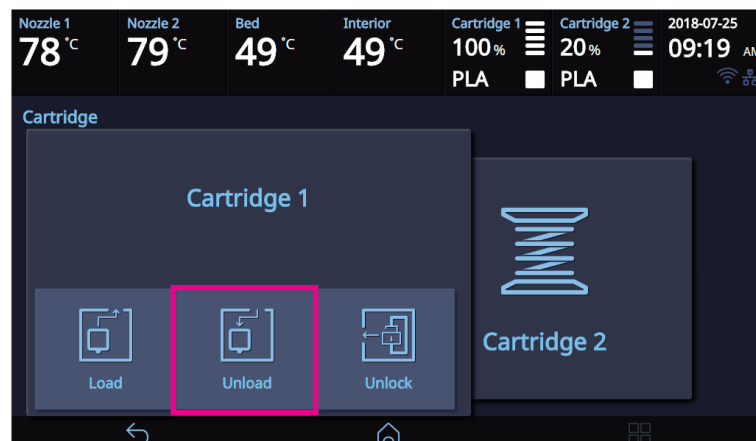 Nozzle 1
78°C
Nozzle 2
79°C
Bed
49°C
Interior
49°C
Cartridge 1
100%
PLA
Cartridge 2
20%
PLA
2018-07-25
09:19 AM
Cartridge
Cartridge 1
Load
Unload
Unlock
Cartridge 2